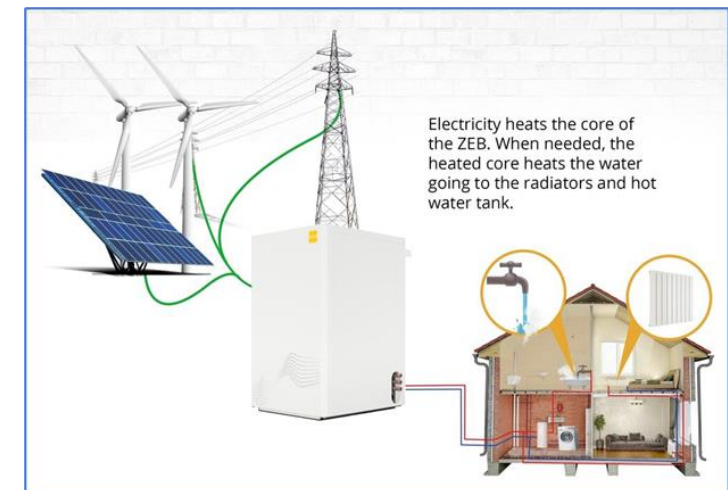 Electricity heats the core of
the ZEB. When needed, the
heated core heats the water
going to the radiators and hot
water tank.